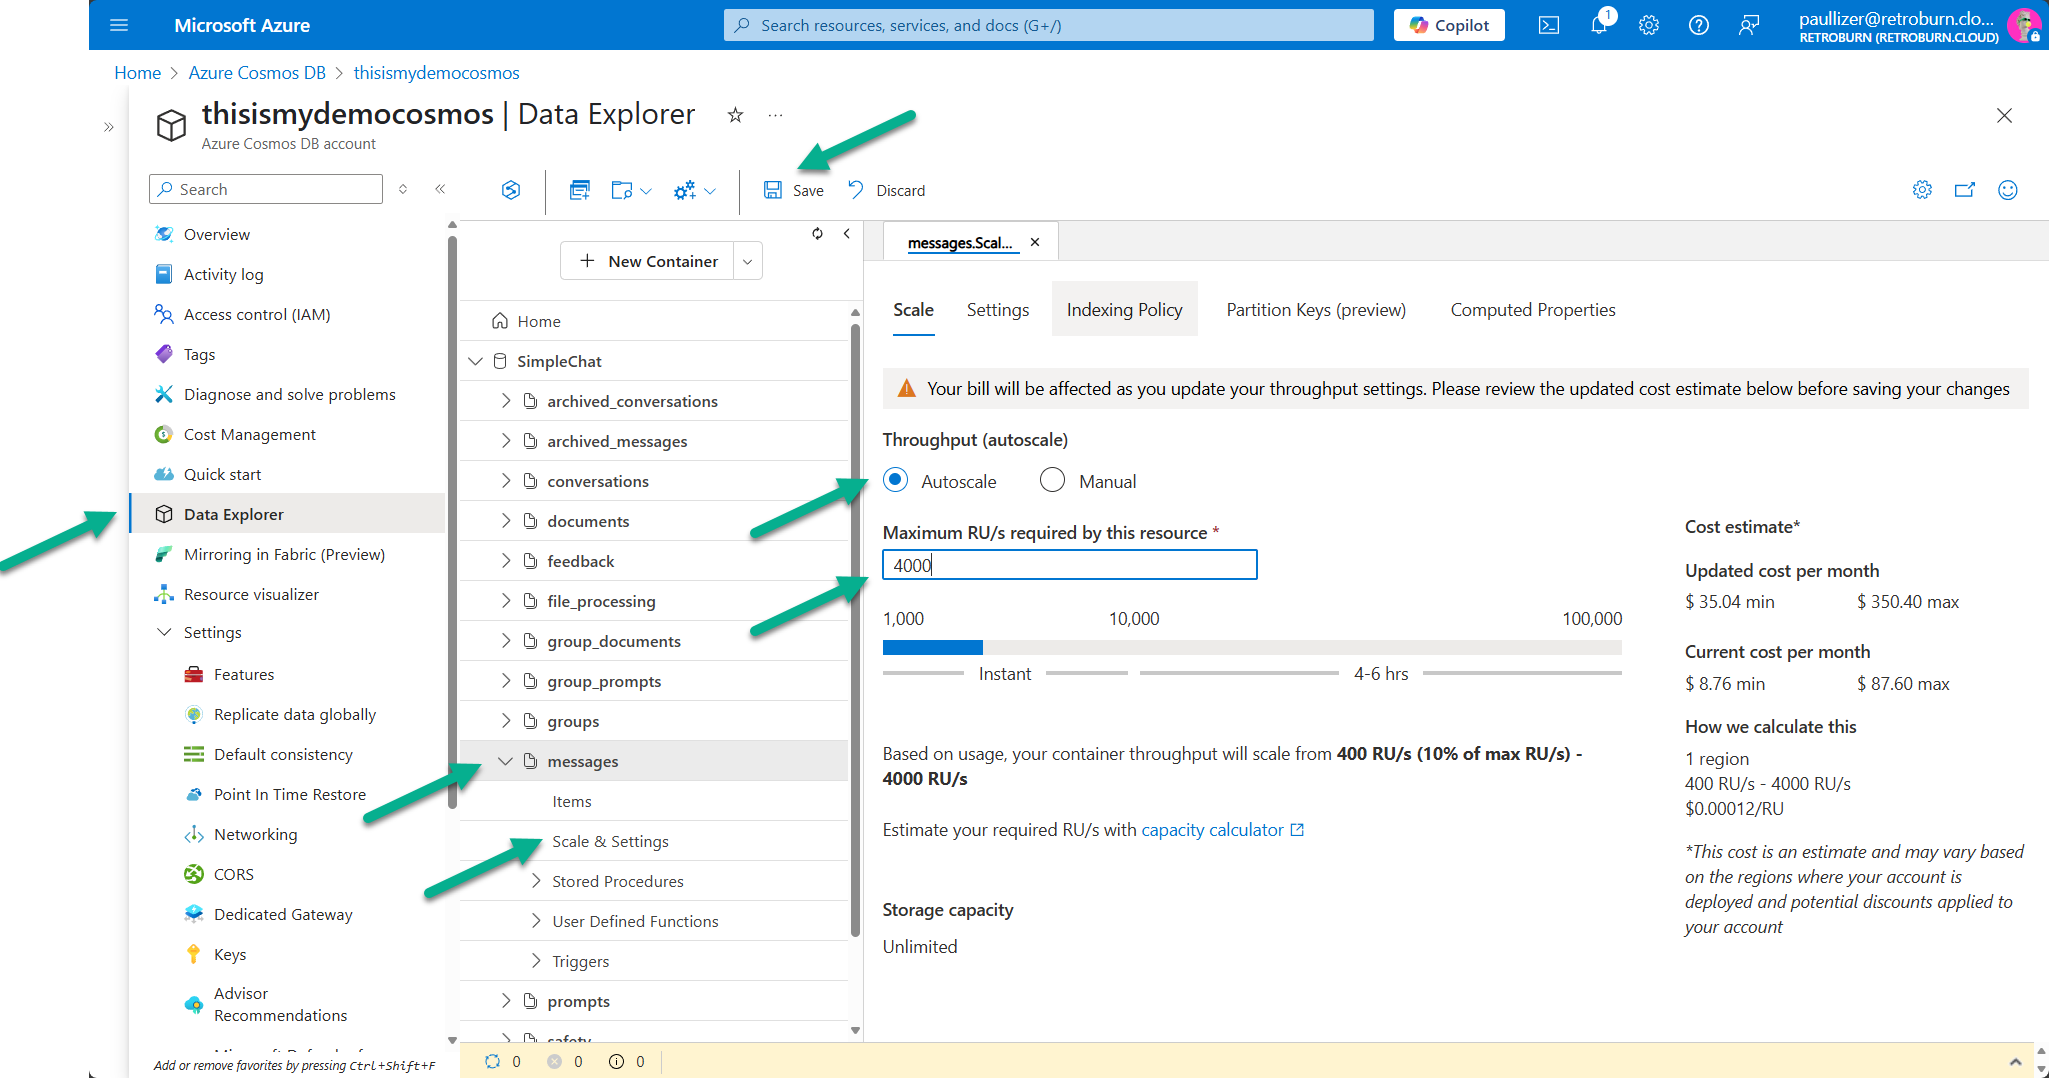 Microsoft Azure
Search resources, services, and docs (G+/)
Copilot
1
paullizer@retroburn.clo...
RETROBURN (RETROBURN.CLOUD)
Home > Azure Cosmos DB > thisismydemocosmos
thisismydemocosmos | Data Explorer
Azure Cosmos DB account
Search
Save
Discard
Overview
Activity log
Access control (IAM)
Tags
Diagnose and solve problems
Cost Management
Quick start
Data Explorer
Mirroring in Fabric (Preview)
Resource visualizer
Settings
Features
Replicate data globally
Default consistency
Point In Time Restore
Networking
CORS
Dedicated Gateway
Keys
Advisor
Recommendations
Add or remove favorites by pressing Ctrl+Shift+F
New Container
Home
SimpleChat
archived_conversations
archived_messages
conversations
documents
feedback
file_processing
group_documents
group_prompts
groups
messages
Items
Scale & Settings
Stored Procedures
User Defined Functions
Triggers
prompts
safety
0 0 0
messages.Scal...
Scale Settings Indexing Policy Partition Keys (preview) Computed Properties
Your bill will be affected as you update your throughput settings. Please review the updated cost estimate below before saving your changes
Throughput (autoscale)
Autoscale Manual
Maximum RU/s required by this resource *
4000
1,000 10,000 100,000
Instant 4-6 hrs
Based on usage, your container throughput will scale from 400 RU/s (10% of max RU/s) -
4000 RU/s
Estimate your required RU/s with capacity calculator
Storage capacity
Unlimited
Cost estimate*
Updated cost per month
$ 35.04 min $ 350.40 max
Current cost per month
$ 8.76 min $ 87.60 max
How we calculate this
1 region
400 RU/s - 4000 RU/s
$0.00012/RU
*This cost is an estimate and may vary based
on the regions where your account is
deployed and potential discounts applied to
your account